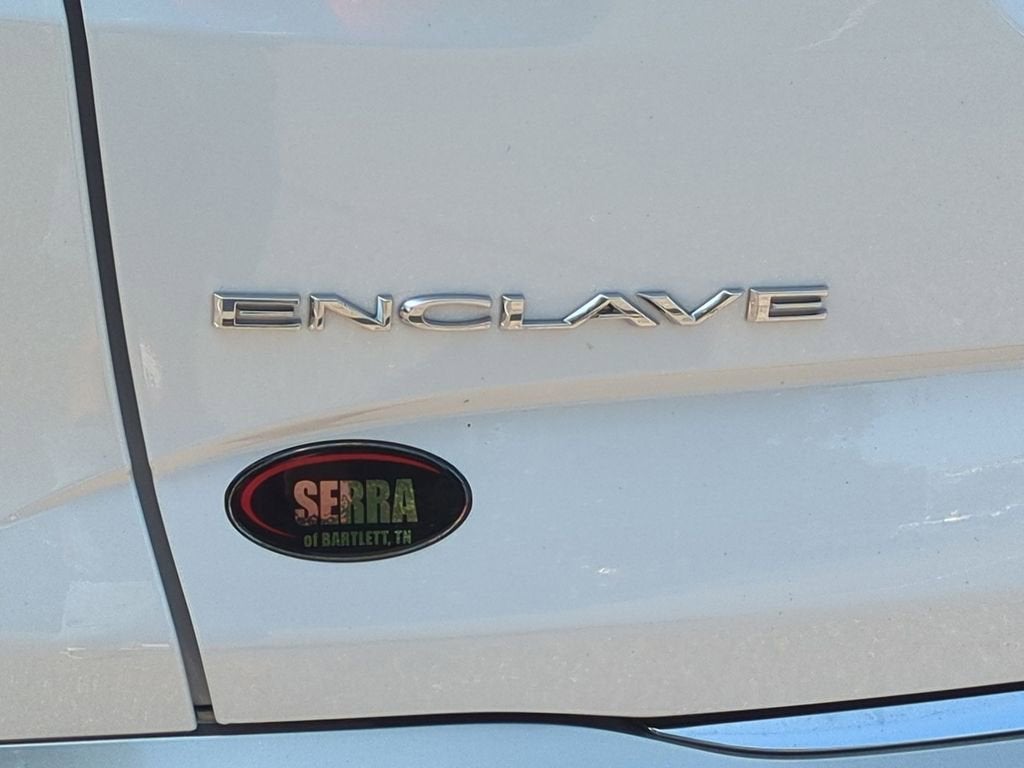 ENCLAVE
SERRA
of BARTLETT, TN